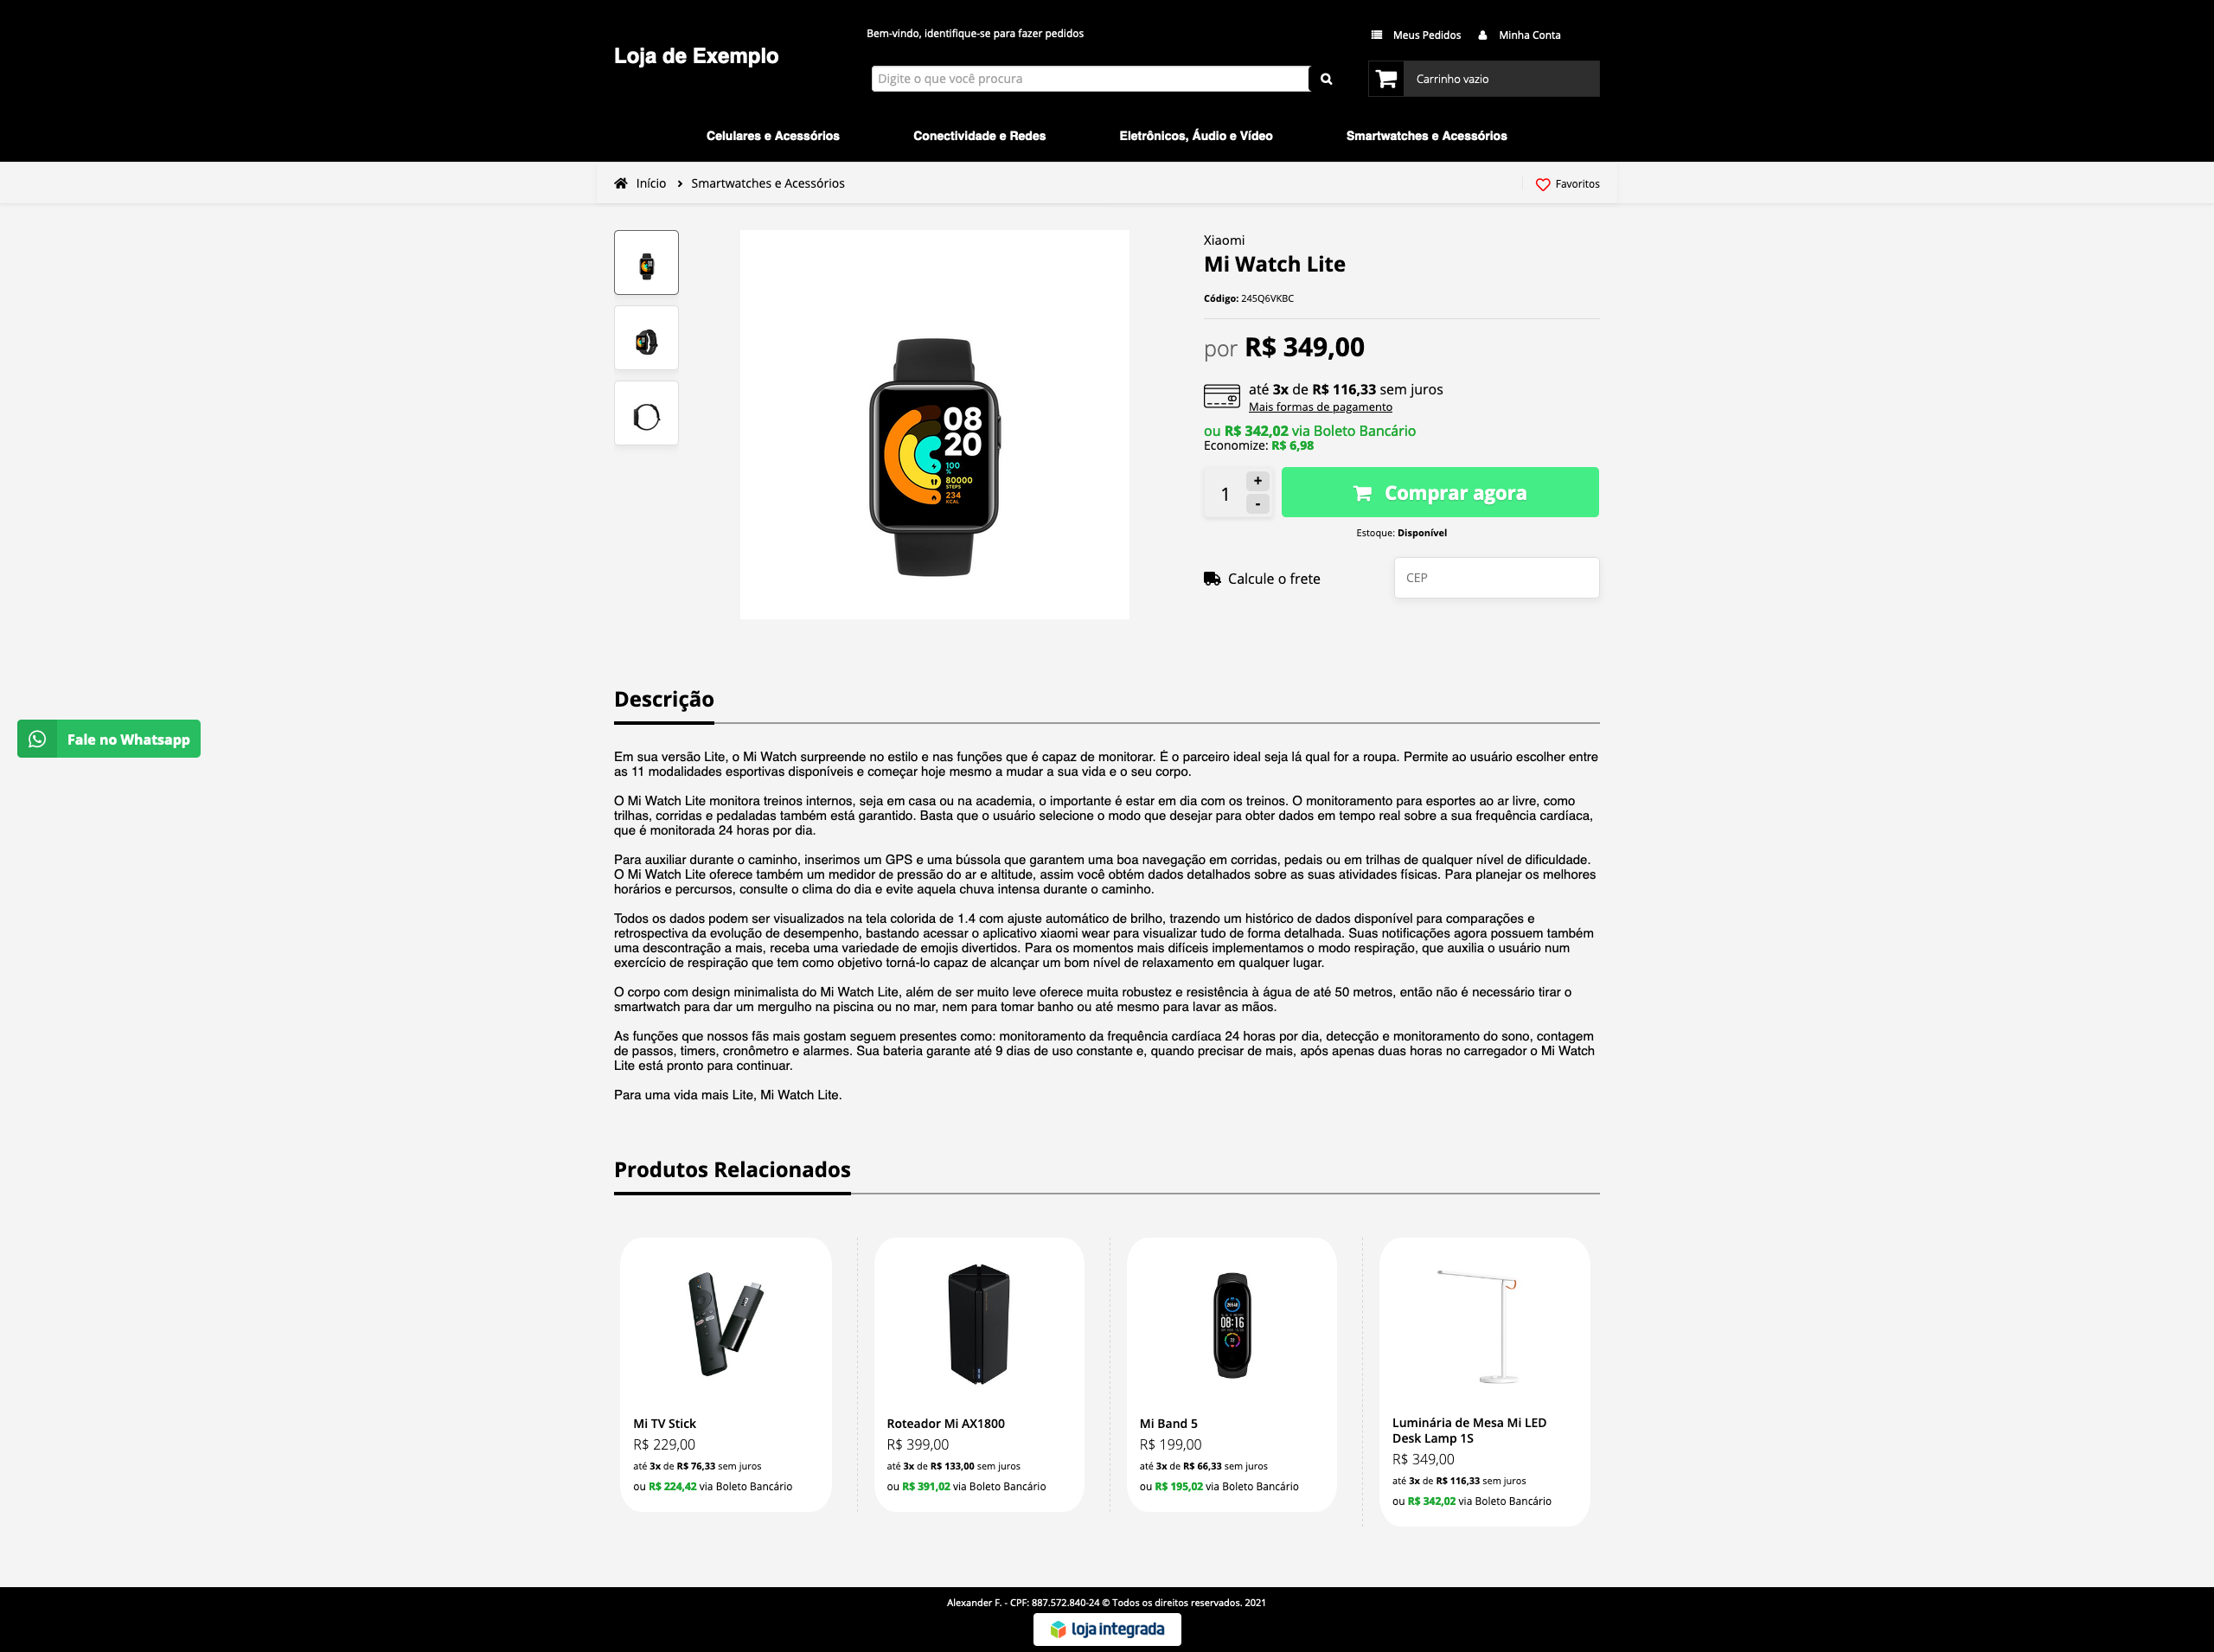 Loja de Exemplo
Bem-vindo, identifique-se para fazer pedidos
Meus Pedidos
Minha Conta
Digite o que você procura
Carrinho vazio
Celulares e Acessórios
Conectividade e Redes
Eletrônicos, Áudio e Vídeo
Smartwatches e Acessórios
Início
Smartwatches e Acessórios
Favoritos
Xiaomi
Mi Watch Lite
Código: 245Q6VKBC
por R$ 349,00
até 3x de R$ 116,33 sem juros
Mais formas de pagamento
ou R$ 342,02 via Boleto Bancário
Economize: R$ 6,98
1
+
-
Comprar agora
Estoque: Disponível
Calcule o frete
CEP
08
20
100
%
80000
STEPS
234
KCAL
Fale no Whatsapp
Descrição
Em sua versão Lite, o Mi Watch surpreende no estilo e nas funções que é capaz de monitorar. É o parceiro ideal seja lá qual for a roupa. Permite ao usuário escolher entre
as 11 modalidades esportivas disponíveis e começar hoje mesmo a mudar a sua vida e o seu corpo.
O Mi Watch Lite monitora treinos internos, seja em casa ou na academia, o importante é estar em dia com os treinos. O monitoramento para esportes ao ar livre, como
trilhas, corridas e pedaladas também está garantido. Basta que o usuário selecione o modo que desejar para obter dados em tempo real sobre a sua frequência cardíaca,
que é monitorada 24 horas por dia.
Para auxiliar durante o caminho, inserimos um GPS e uma bússola que garantem uma boa navegação em corridas, pedais ou em trilhas de qualquer nível de dificuldade.
O Mi Watch Lite oferece também um medidor de pressão do ar e altitude, assim você obtém dados detalhados sobre as suas atividades físicas. Para planejar os melhores
horários e percursos, consulte o clima do dia e evite aquela chuva intensa durante o caminho.
Todos os dados podem ser visualizados na tela colorida de 1.4 com ajuste automático de brilho, trazendo um histórico de dados disponível para comparações e
retrospectiva da evolução de desempenho, bastando acessar o aplicativo xiaomi wear para visualizar tudo de forma detalhada. Suas notificações agora possuem também
uma descontração a mais, receba uma variedade de emojis divertidos. Para os momentos mais difíceis implementamos o modo respiração, que auxilia o usuário num
exercício de respiração que tem como objetivo torná-lo capaz de alcançar um bom nível de relaxamento em qualquer lugar.
O corpo com design minimalista do Mi Watch Lite, além de ser muito leve oferece muita robustez e resistência à água de até 50 metros, então não é necessário tirar o
smartwatch para dar um mergulho na piscina ou no mar, nem para tomar banho ou até mesmo para lavar as mãos.
As funções que nossos fãs mais gostam seguem presentes como: monitoramento da frequência cardíaca 24 horas por dia, detecção e monitoramento do sono, contagem
de passos, timers, cronômetro e alarmes. Sua bateria garante até 9 dias de uso constante e, quando precisar de mais, após apenas duas horas no carregador o Mi Watch
Lite está pronto para continuar.
Para uma vida mais Lite, Mi Watch Lite.
Produtos Relacionados
08:16
Mi TV Stick
R$ 229,00
até 3x de R$ 76,33 sem juros
ou R$ 224,42 via Boleto Bancário
Roteador Mi AX1800
R$ 399,00
até 3x de R$ 133,00 sem juros
ou R$ 391,02 via Boleto Bancário
Mi Band 5
R$ 199,00
até 3x de R$ 66,33 sem juros
ou R$ 195,02 via Boleto Bancário
Luminária de Mesa Mi LED
Desk Lamp 1S
R$ 349,00
até 3x de R$ 116,33 sem juros
ou R$ 342,02 via Boleto Bancário
Alexander F. - CPF: 887.572.840-24 © Todos os direitos reservados. 2021
loja integrada